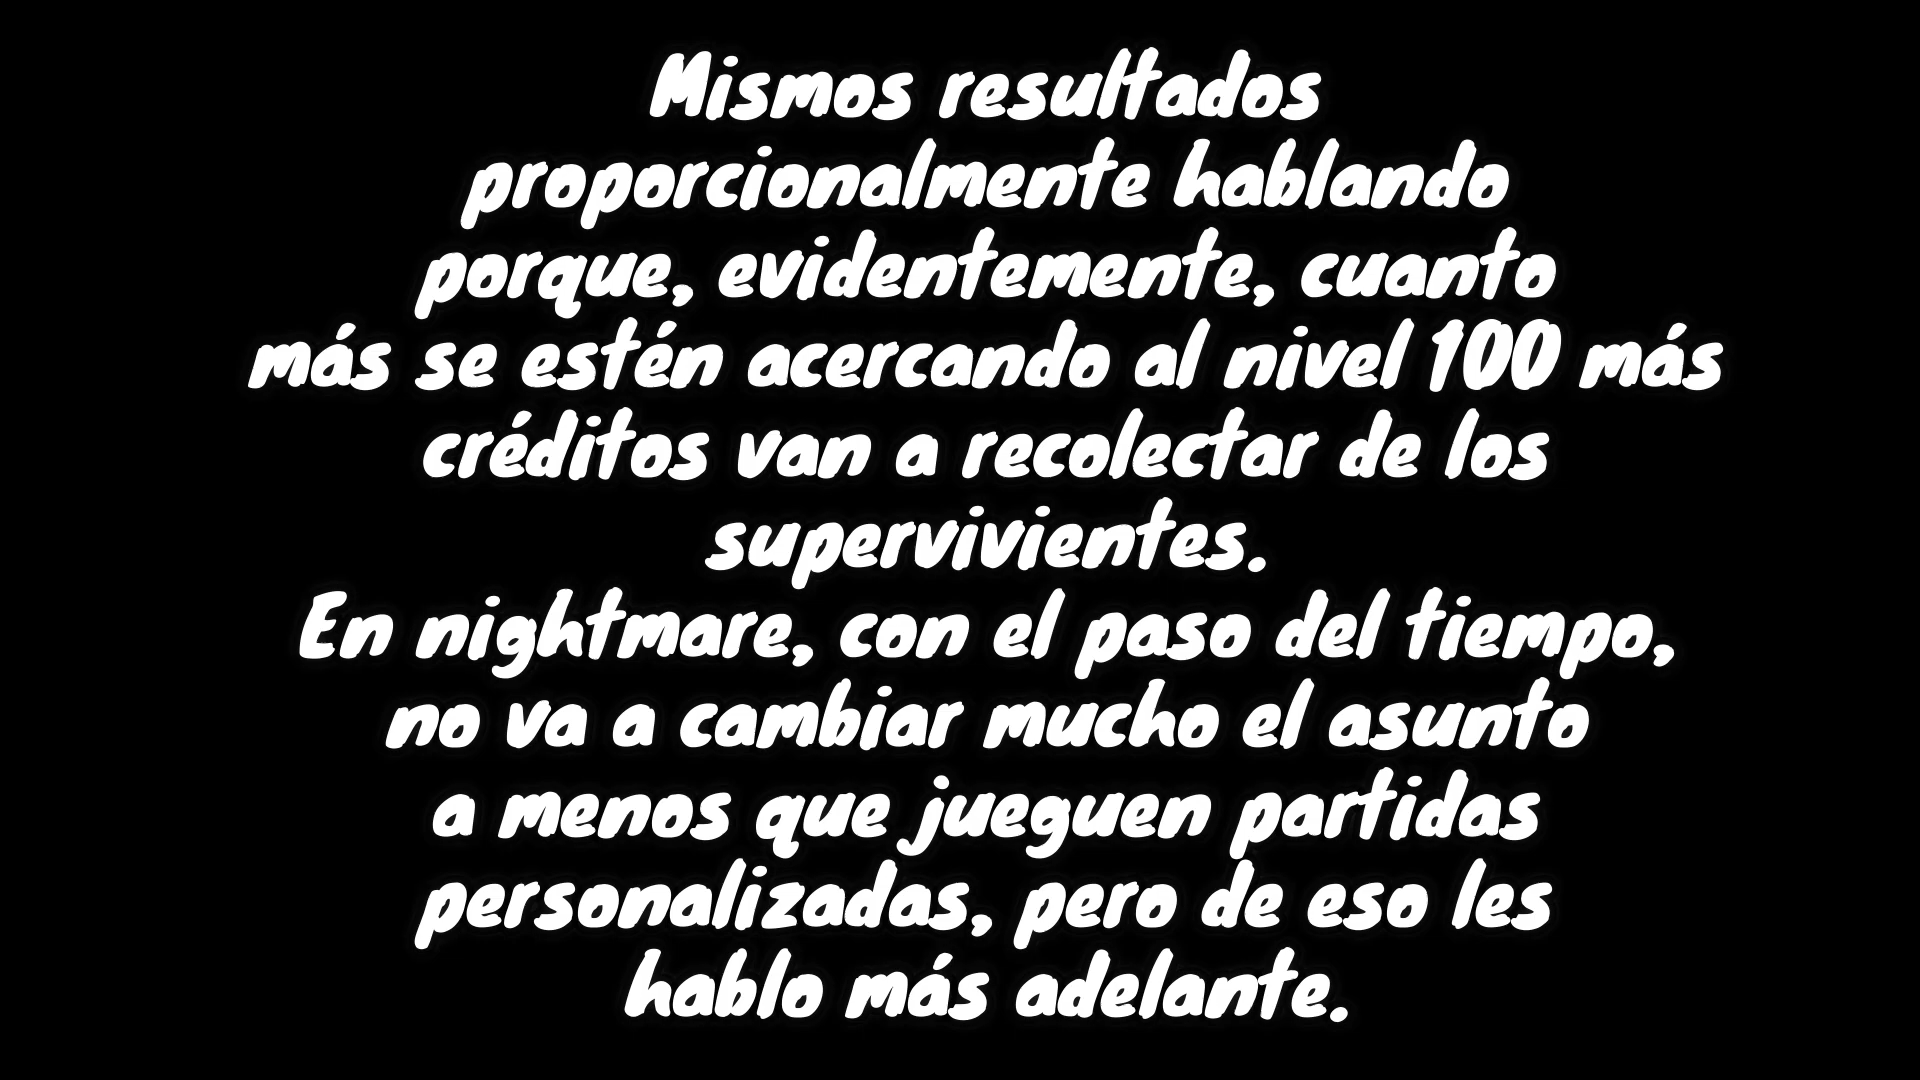 Mismos resultados
proporcionalmente hablando
porque, evidentemente, cuanto
más se estén acercando al nivel 100 más
créditos van a recolectar de los
supervivientes.
En nightmare, con el paso del tiempo,
no va a cambiar mucho el asunto
a menos que jueguen partidas
personalizadas, pero de eso les
hablo más adelante.